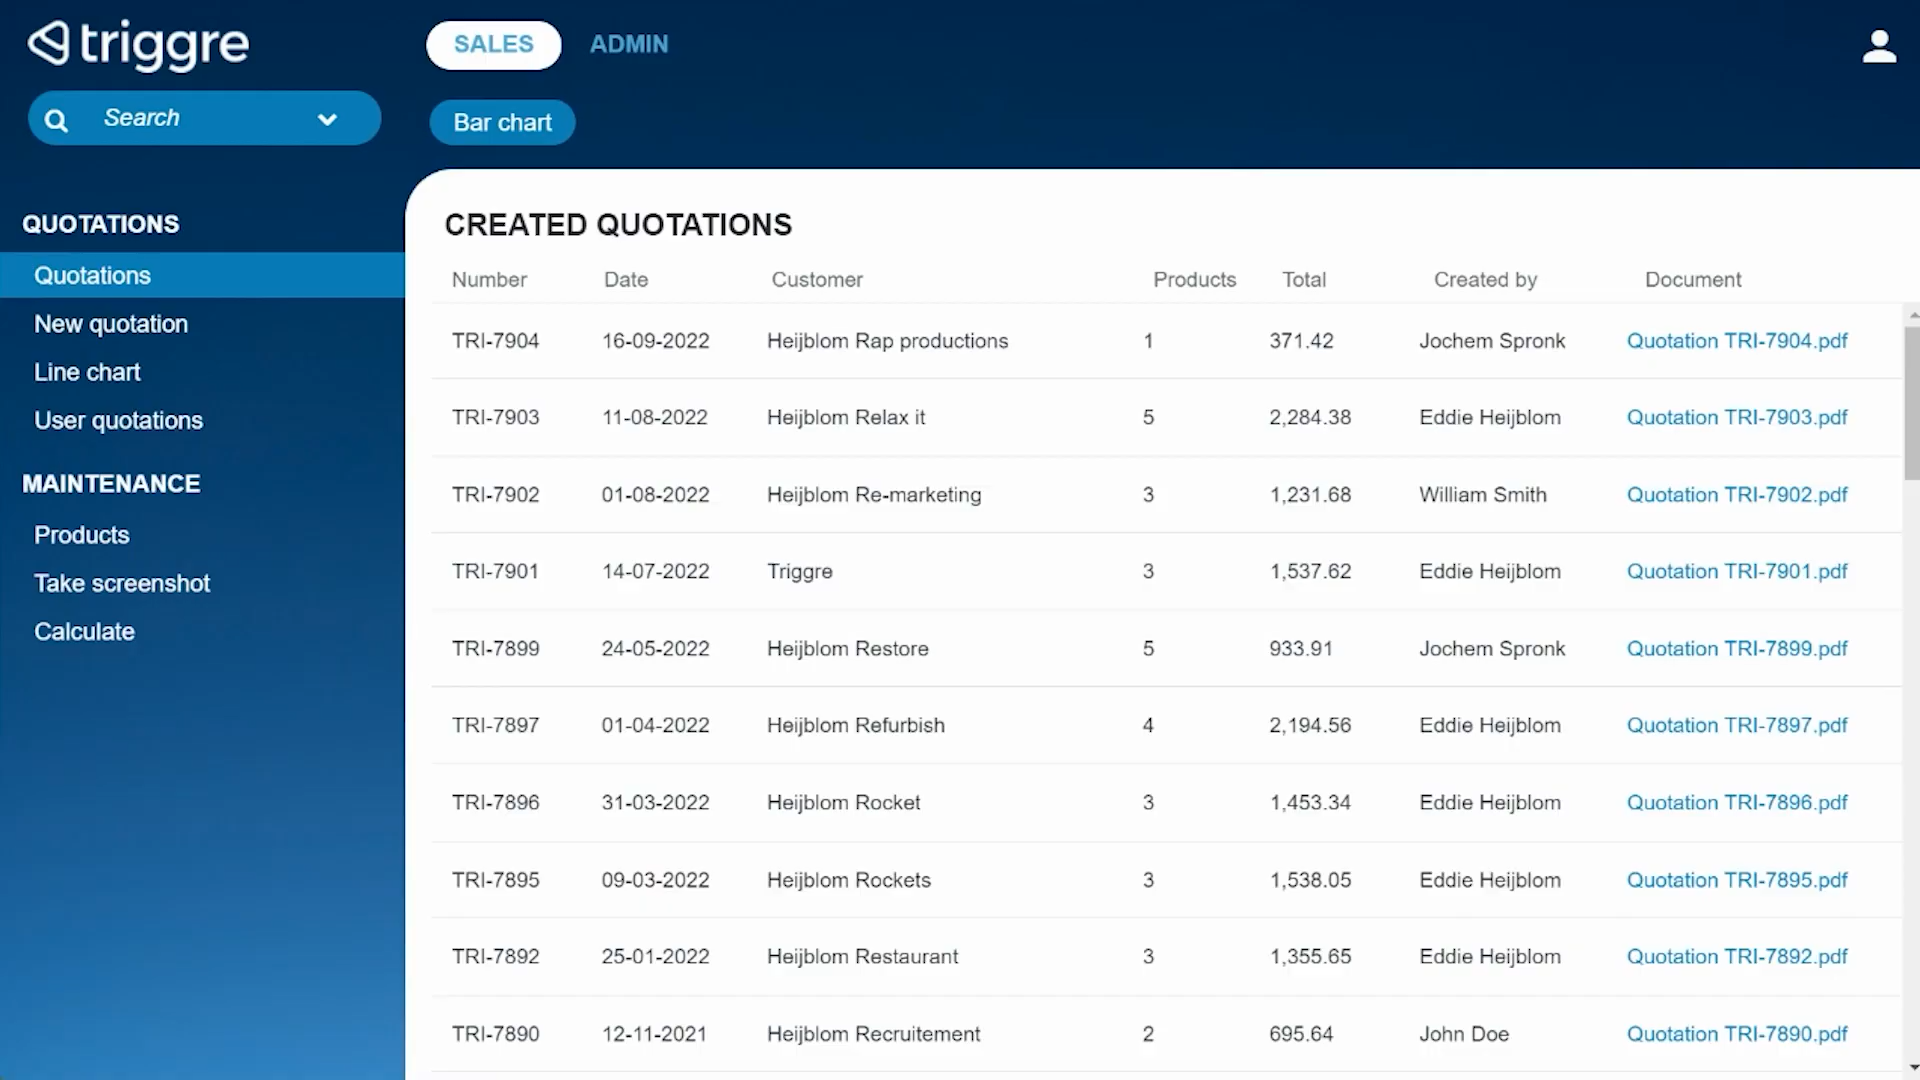 triggre
SALES ADMIN
Search
Bar chart
QUOTATIONS
Quotations
New quotation
Line chart
User quotations
MAINTENANCE
Products
Take screenshot
Calculate
CREATED QUOTATIONS
Number Date Customer Products Total Created by Document
TRI-7904 16-09-2022 Heijblom Rap productions 1 371.42 Jochem Spronk Quotation TRI-7904.pdf
TRI-7903 11-08-2022 Heijblom Relax it 5 2,284.38 Eddie Heijblom Quotation TRI-7903.pdf
TRI-7902 01-08-2022 Heijblom Re-marketing 3 1,231.68 William Smith Quotation TRI-7902.pdf
TRI-7901 14-07-2022 Triggre 3 1,537.62 Eddie Heijblom Quotation TRI-7901.pdf
TRI-7899 24-05-2022 Heijblom Restore 5 933.91 Jochem Spronk Quotation TRI-7899.pdf
TRI-7897 01-04-2022 Heijblom Refurbish 4 2,194.56 Eddie Heijblom Quotation TRI-7897.pdf
TRI-7896 31-03-2022 Heijblom Rocket 3 1,453.34 Eddie Heijblom Quotation TRI-7896.pdf
TRI-7895 09-03-2022 Heijblom Rockets 3 1,538.05 Eddie Heijblom Quotation TRI-7895.pdf
TRI-7892 25-01-2022 Heijblom Restaurant 3 1,355.65 Eddie Heijblom Quotation TRI-7892.pdf
TRI-7890 12-11-2021 Heijblom Recruitement 2 695.64 John Doe Quotation TRI-7890.pdf